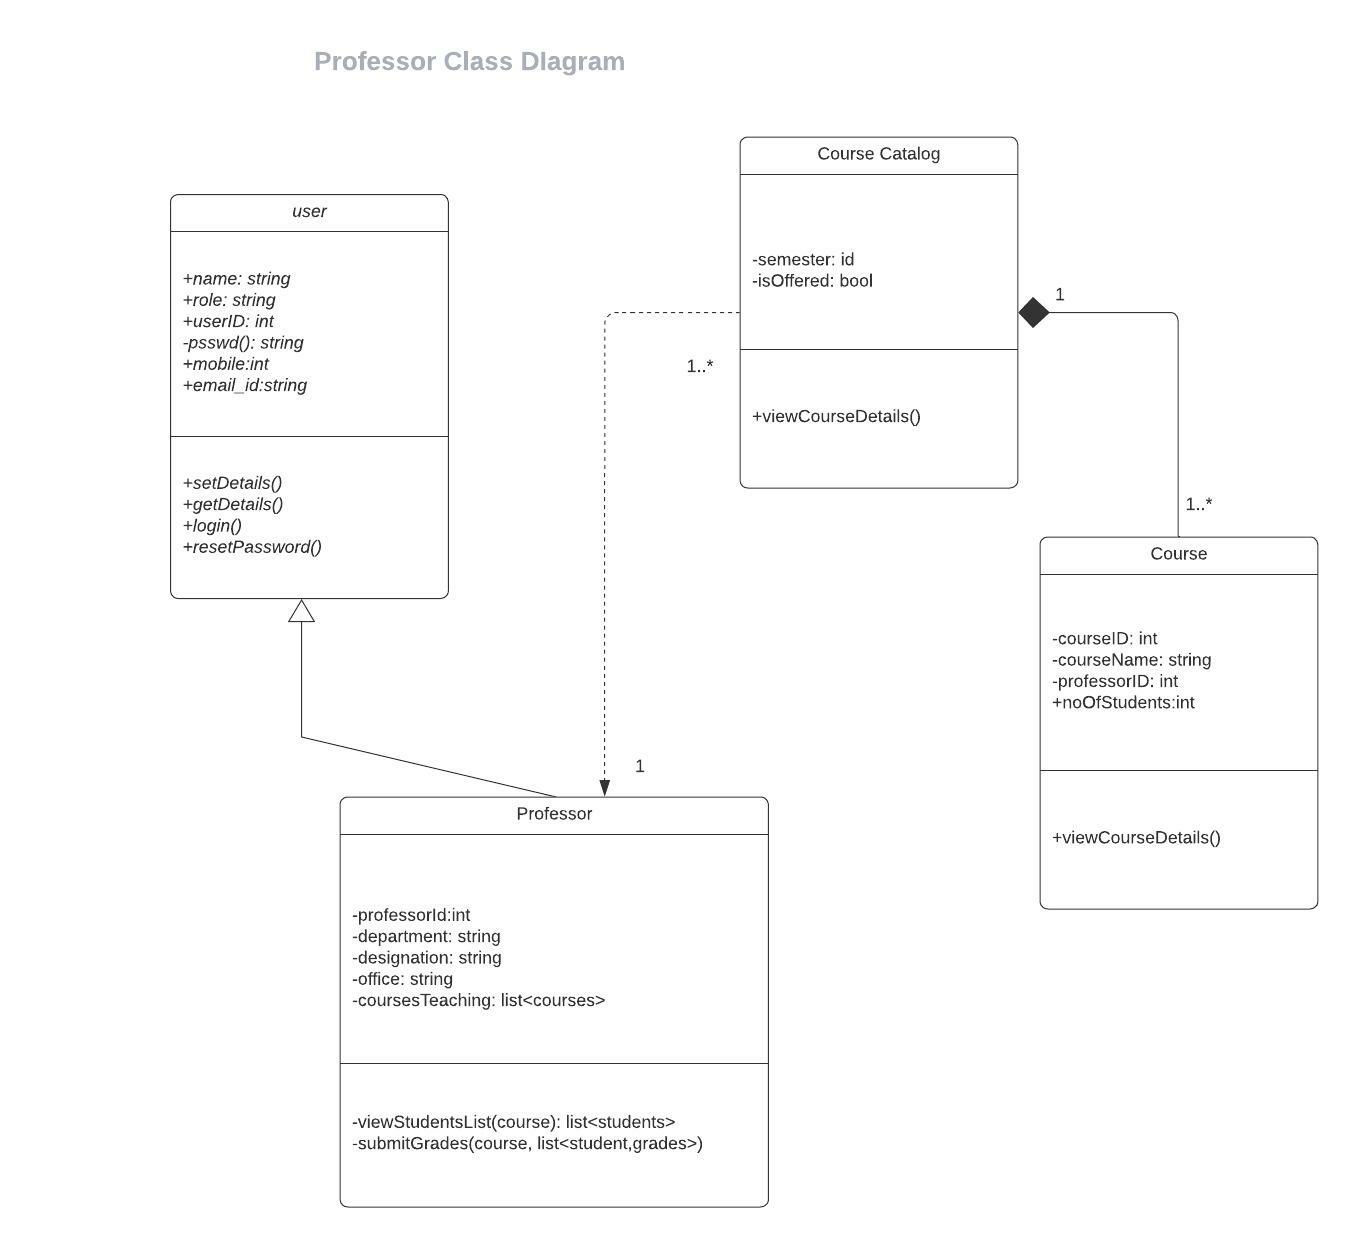 Professor Class DIagram
user
+name: string
+role: string
+userID: int
-psswd(): string
+mobile:int
+email_id:string
+setDetails()
+getDetails()
+login()
+resetPassword()
Course Catalog
-semester: id
-isOffered: bool
+viewCourseDetails()
1
1..*
1..*
1
Course
-courseID: int
-courseName: string
-professorID: int
+noOfStudents:int
+viewCourseDetails()
Professor
-professorId:int
-department: string
-designation: string
-office: string
-coursesTeaching: list<courses>
-viewStudentsList(course): list<students>
-submitGrades(course, list<student,grades>)